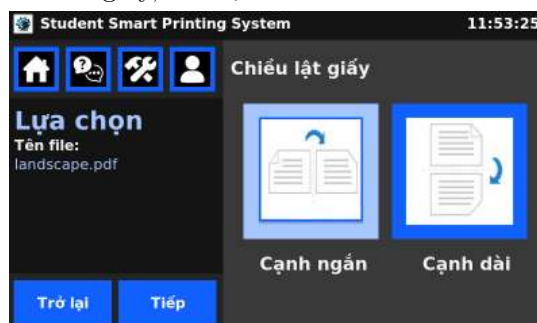 Student Smart Printing System
11:53:25
Chiều lật giấy
Lựa chọn
Tên file:
landscape.pdf
Cạnh ngắn
Cạnh dài
Trở lại
Tiếp